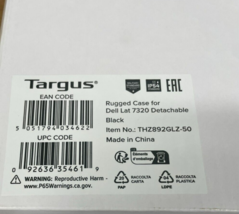 Targus
EAN CODE
5 051794 034622
UPC CODE
0 92636 35461 9
WARNING: Reproductive Harm -
www.P65Warnings.ca.gov.
IP54
EAC
Rugged Case for
Dell Lat 7320 Detachable
Black
Item No.: THZ892GLZ-50
Made in China
PAP
RACCOLTA
CARTA
LDPE
RACCOLTA
PLASTICA